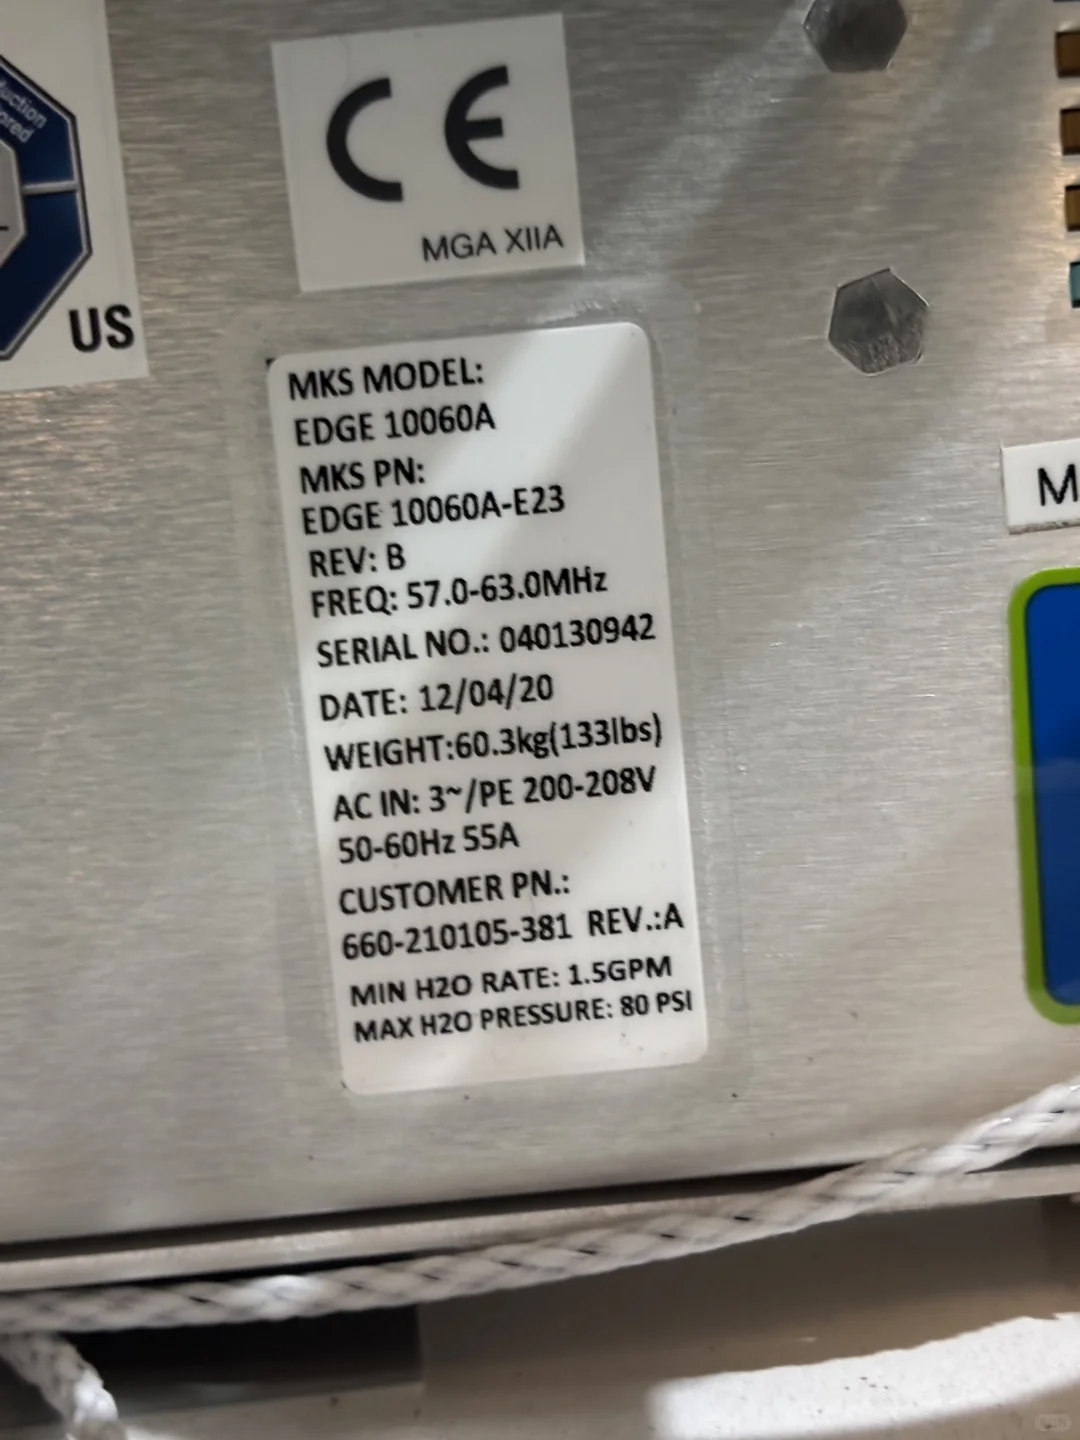 US
CE
MGA XIIA
MKS MODEL:
EDGE 10060A
MKS PN:
EDGE 10060A-E23
REV: B
FREQ: 57.0-63.0MHz
SERIAL NO.: 040130942
DATE: 12/04/20
WEIGHT:60.3kg(133lbs)
AC IN: 3~/PE 200-208V
50-60Hz 55A
CUSTOMER PN.:
660-210105-381 REV.:A
MIN H2O RATE: 1.5GPM
MAX H2O PRESSURE: 80 PSI
M